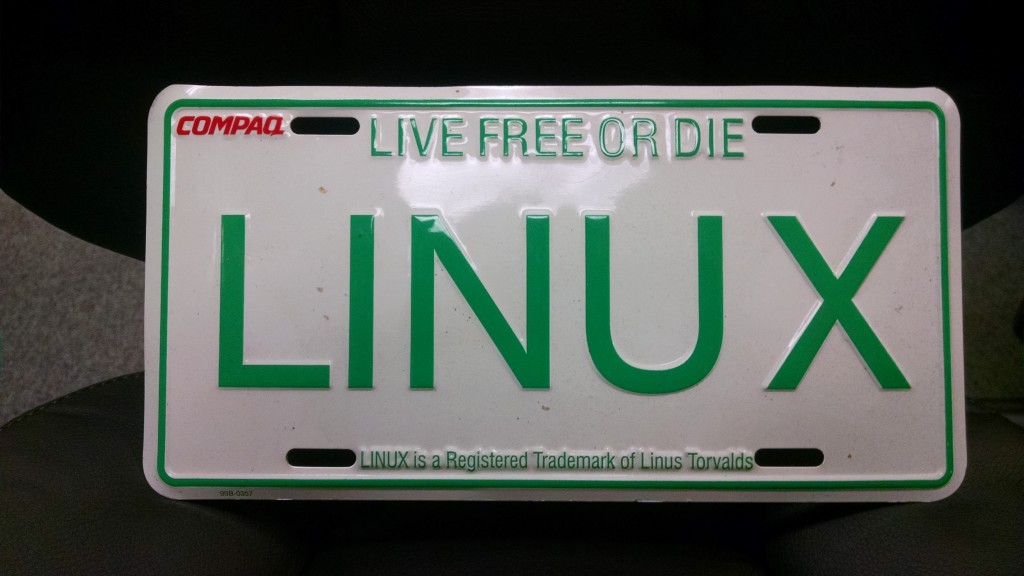 COMPAQ
LIVE FREE OR DIE
LINUX
LINUX is a Registered Trademark of Linus Torvalds